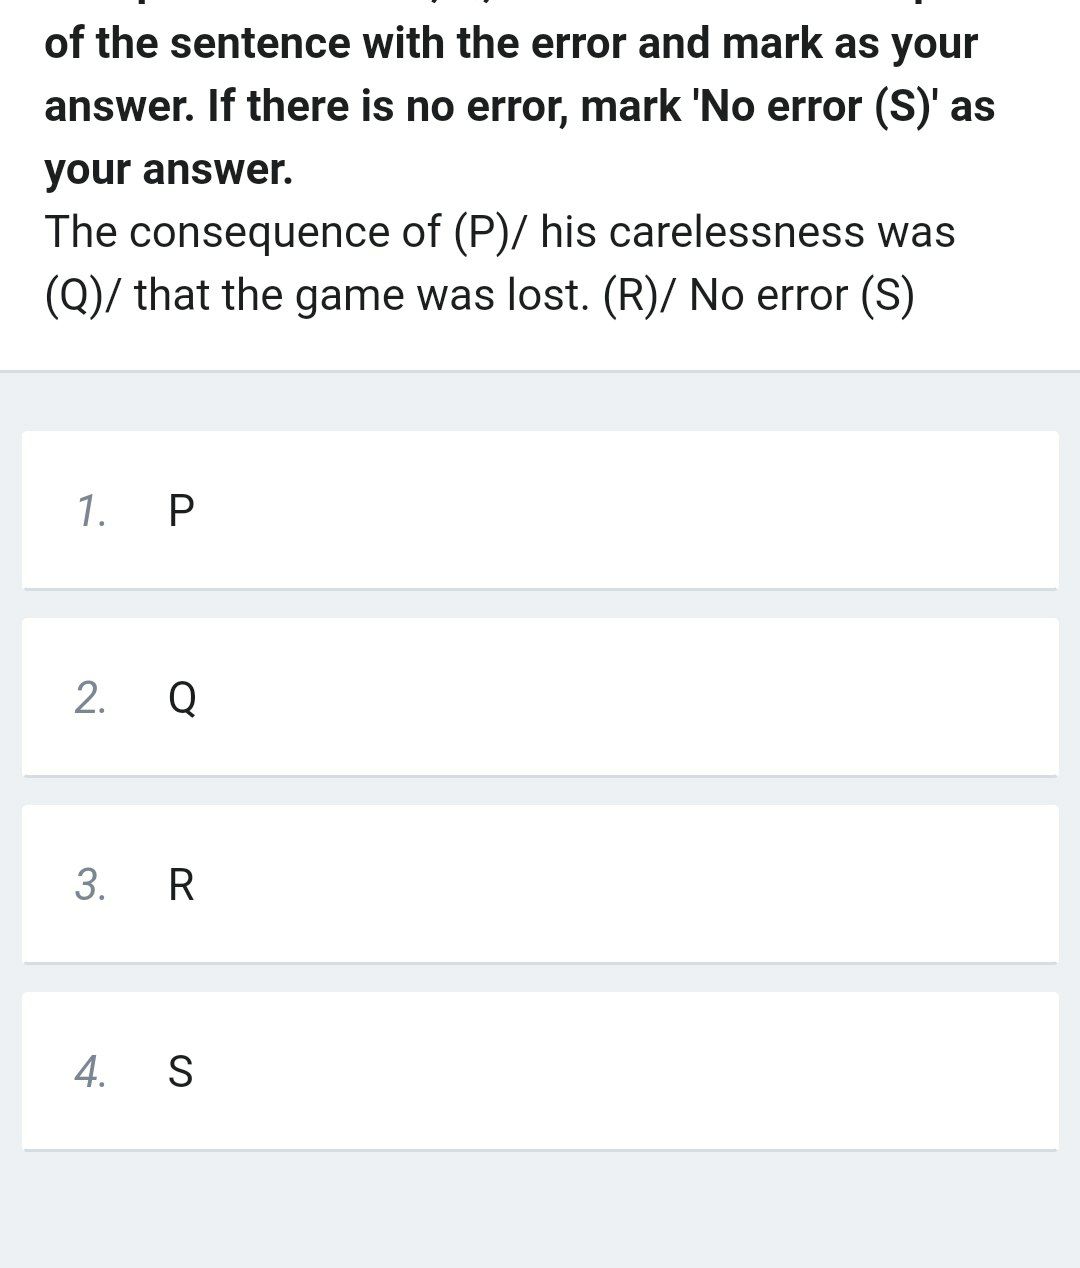 of the sentence with the error and mark as your
answer. If there is no error, mark 'No error (S)' as
your answer.
The consequence of (P)/ his carelessness was
(Q)/ that the game was lost. (R)/ No error (S)
1. P
2. Q
3. R
4. S